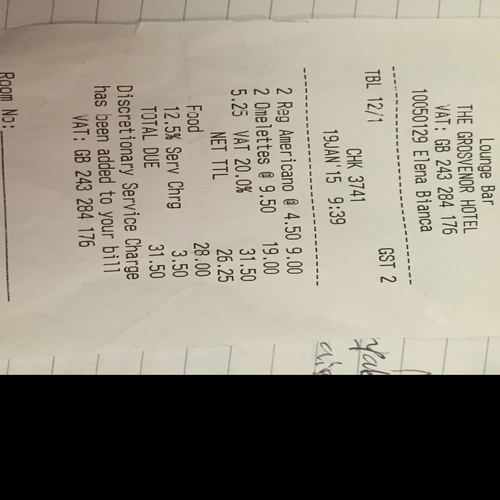 Lounge Bar
THE GROSVENOR HOTEL
VAT: GB 243 284 176
10050129 Elena Bianca
TBL 12/1 GST 2
CHK 3741
19JAN'15 9:39
2 Reg Americano @ 4.50 9.00
2 Omelettes @ 9.50 19.00
31.50
5.25 VAT 20.0%
NET TTL 26.25
Food 28.00
12.5% Serv Chrg 3.50
TOTAL DUE 31.50
Discretionary Service Charge
has been added to your bill
VAT: GB 243 284 176
Room No: